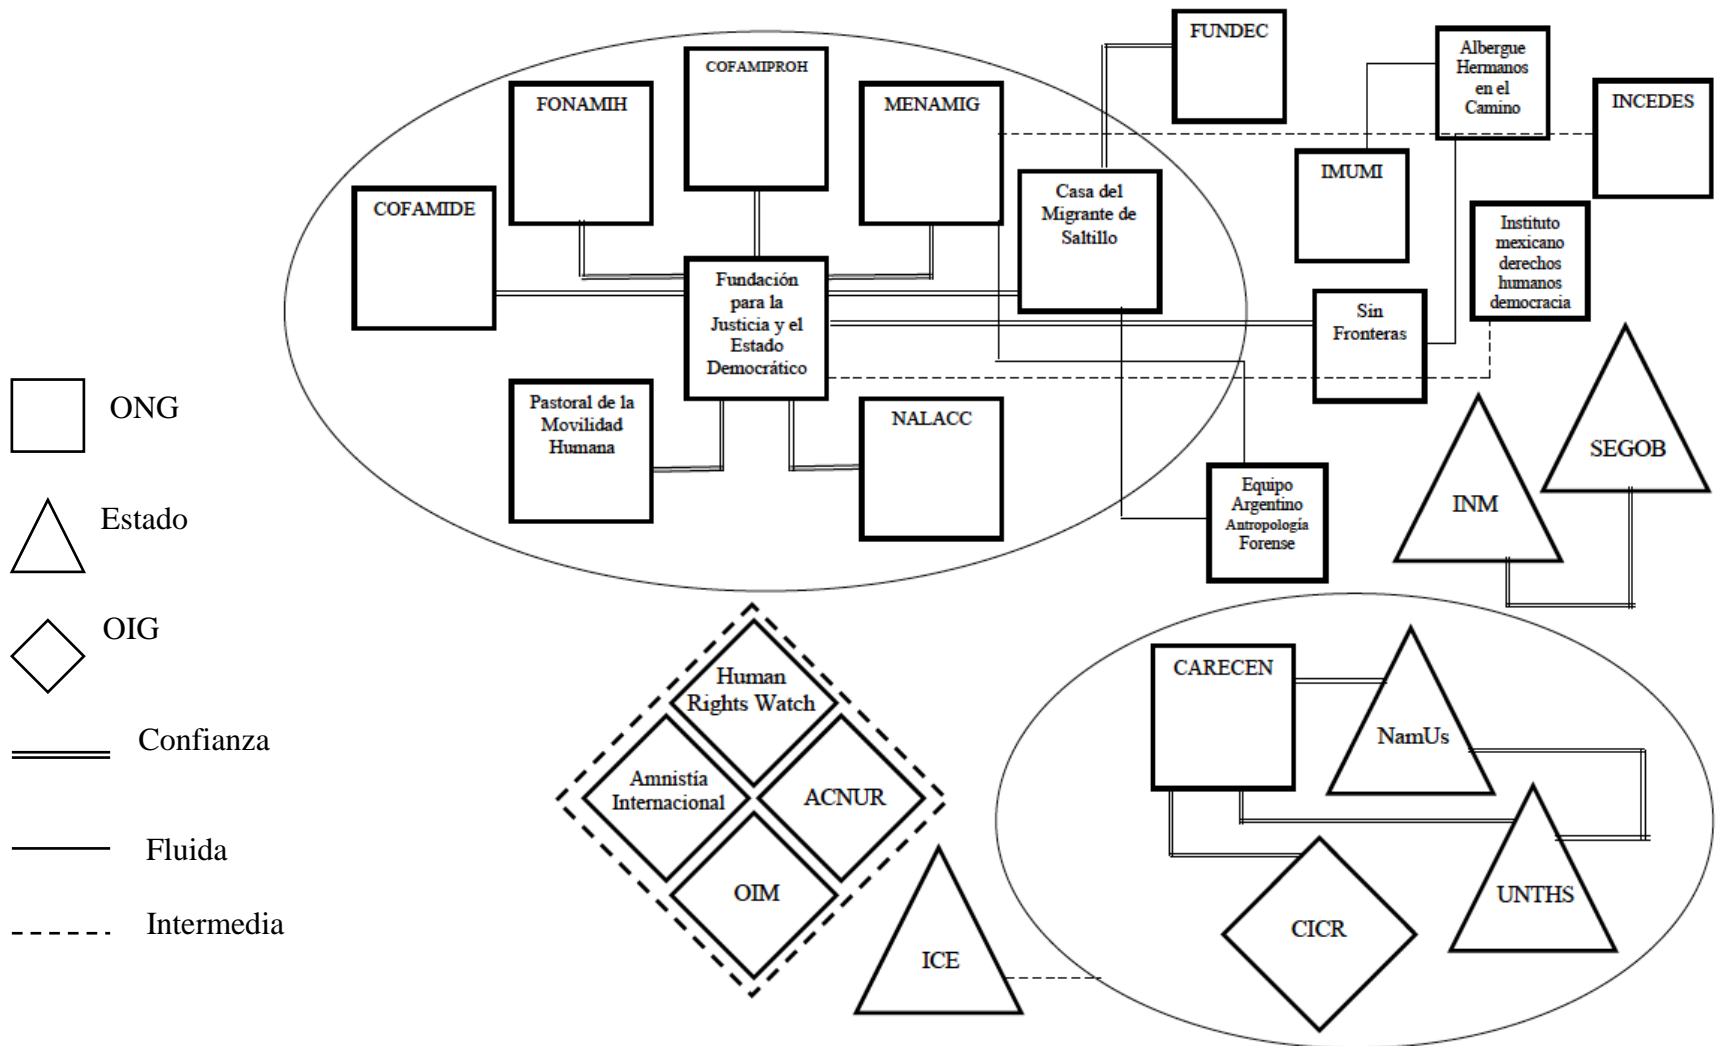 FUNDEC
Albergue
Hermanos
en el
Camino
COFAMIPROH
FONAMIH
MENAMIG
INCEDES
IMUMI
Casa del
Migrante de
Saltillo
COFAMIDE
Instituto
mexicano
derechos
humanos
democracia
Fundación
para la
Justicia y el
Estado
Democrático
Sin
Fronteras
ONG
Pastoral de la
Movilidad
Humana
NALACC
SEGOB
INM
Equipo
Argentino
Antropología
Forense
Estado
OIG
Human
Rights Watch
CARECEN
NamUs
Confianza
Amnistía
Internacional
ACNUR
Fluida
OIM
UNTHS
Intermedia
CICR
ICE